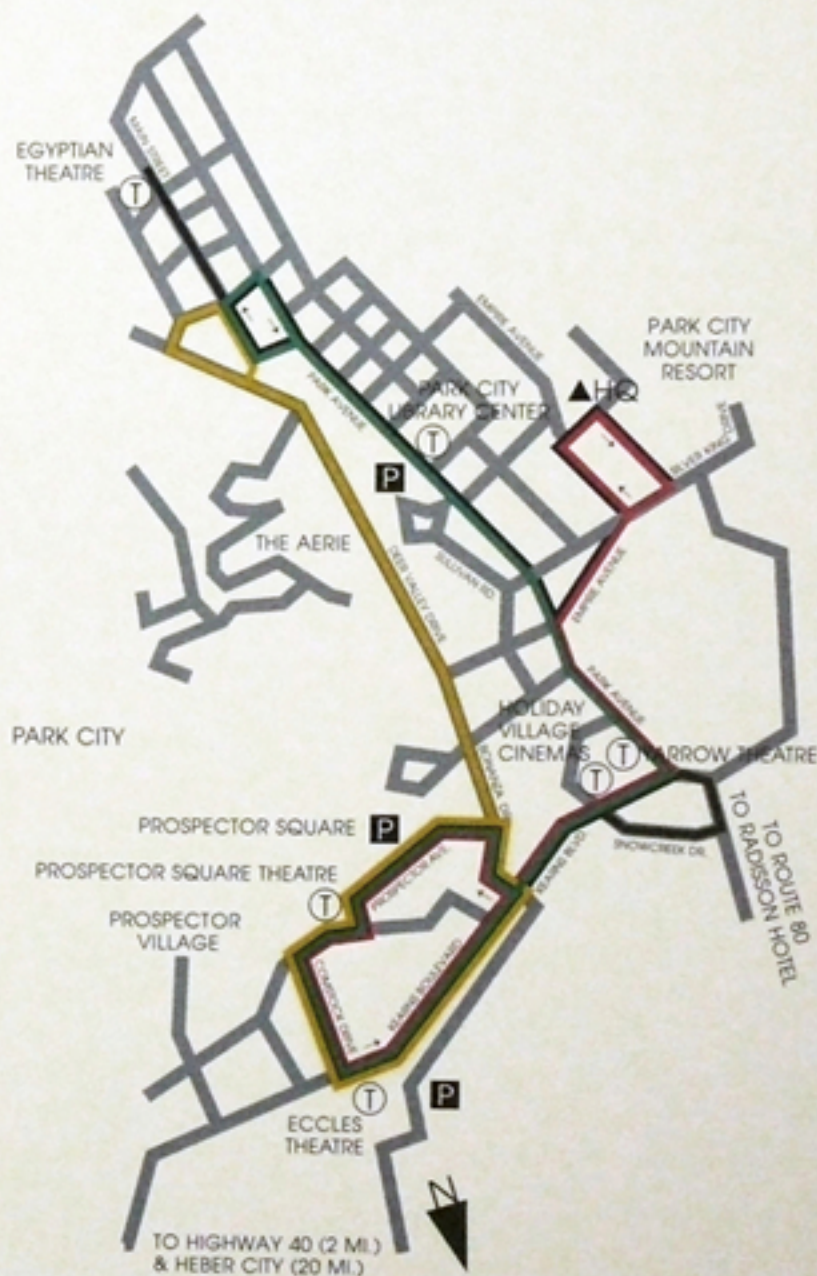 MAIN STREET
EGYPTIAN
THEATRE
T
EMPIRE AVENUE
PARK CITY
MOUNTAIN
RESORT
PARK CITY
LIBRARY CENTER
HQ
T
PARK AVENUE
SILVER KING DRIVE
P
THE AERIE
SULLIVAN RD.
DEER VALLEY DRIVE
EMPIRE AVENUE
PARK AVENUE
HOLIDAY
VILLAGE
CINEMAS
T
YARROW THEATRE
T
PARK CITY
BONANZA DR.
PROSPECTOR SQUARE
P
SNOWCREEK DR.
TO ROUTE 80
TO RADISSON HOTEL
KEARNS BLVD.
PROSPECTOR SQUARE THEATRE
PROSPECTOR AVE.
T
PROSPECTOR
VILLAGE
COMSTOCK DRIVE
KEARNS BOULEVARD
T
P
ECCLES
THEATRE
N
TO HIGHWAY 40 (2 MI.)
& HEBER CITY (20 MI.)